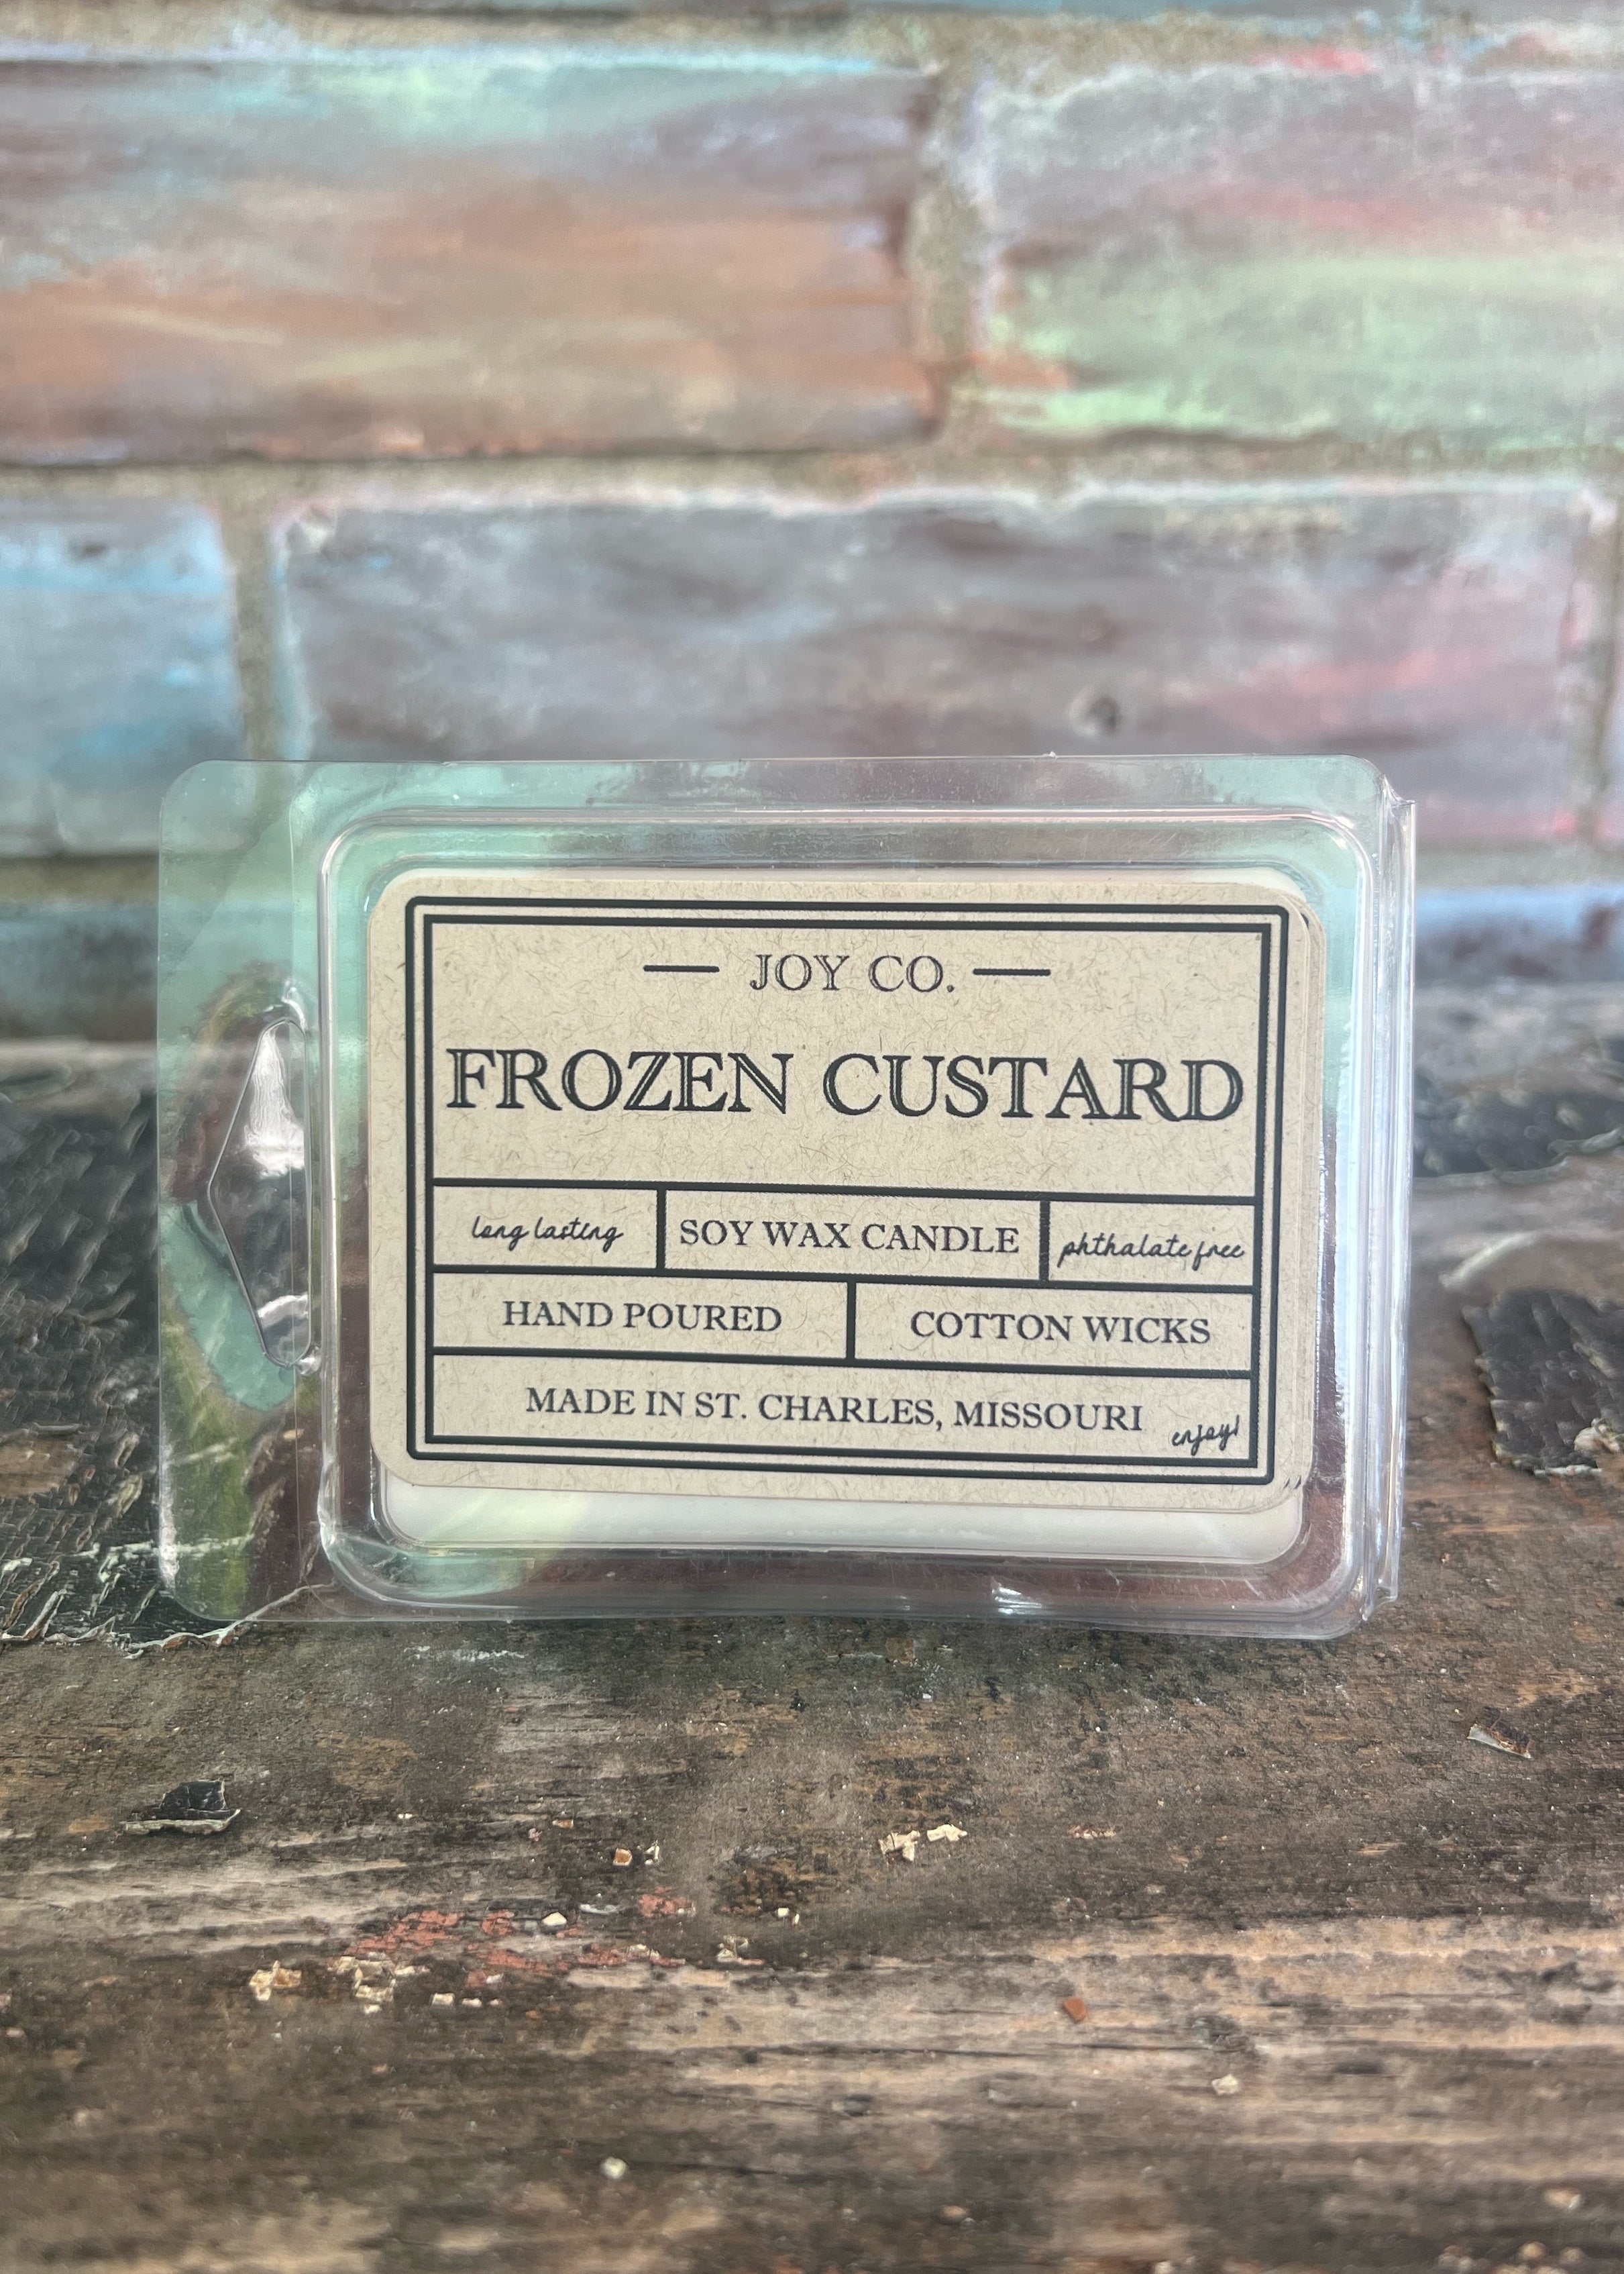 — JOY CO. —
FROZEN CUSTARD
long lasting
SOY WAX CANDLE
phthalate free
HAND POURED
COTTON WICKS
MADE IN ST. CHARLES, MISSOURI
enjoy!